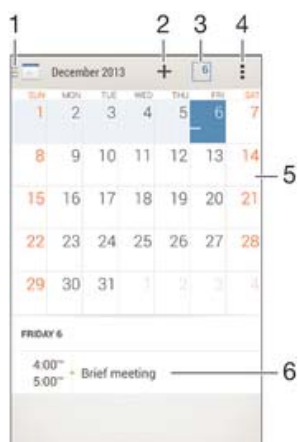 1 2 3 4
December 2013 + 6
SUN MON TUE WED THU FRI SAT
1 2 3 4 5 6 7
8 9 10 11 12 13 14
5
15 16 17 18 19 20 21
22 23 24 25 26 27 28
29 30 31 1 2 3 4
FRIDAY 6
4:00 PM
Brief meeting 6
5:00 PM